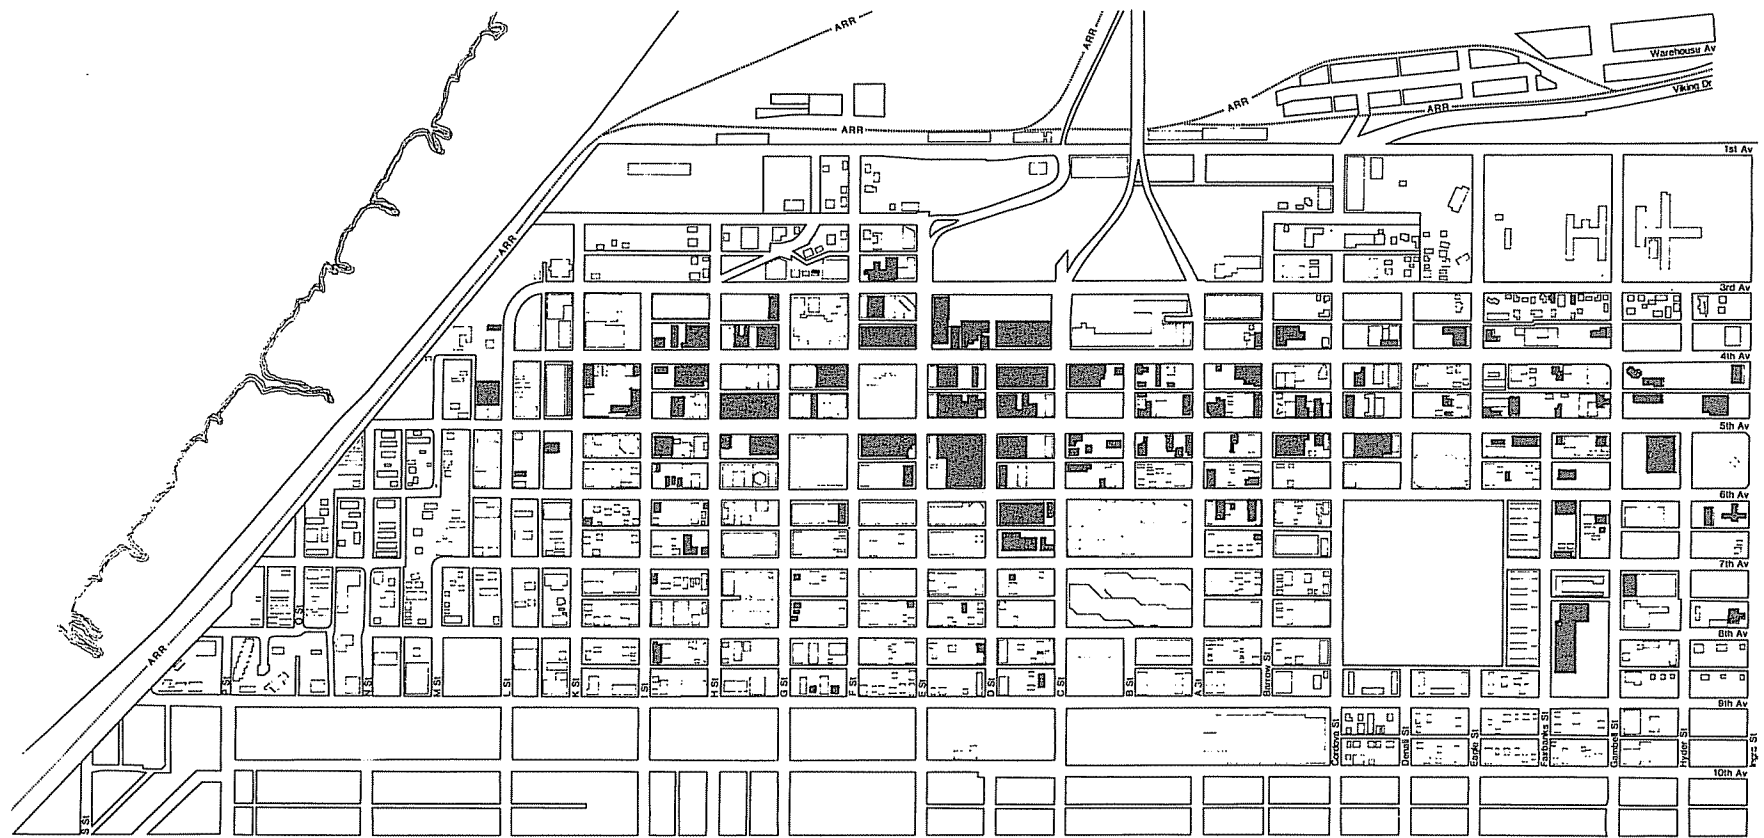 ARR
ARR
Warehouse Av
Viking Dr
ARR
ARR
ARR
1st Av
ARR
3rd Av
4th Av
5th Av
6th Av
7th Av
O St
8th Av
ARR
P St
N St
M St
L St
K St
I St
H St
G St
F St
E St
D St
C St
B St
A St
Barrow St
9th Av
Cordova St
Denali St
Eagle St
Fairbanks St
Gambell St
Hyder St
Ingra St
10th Av
S St